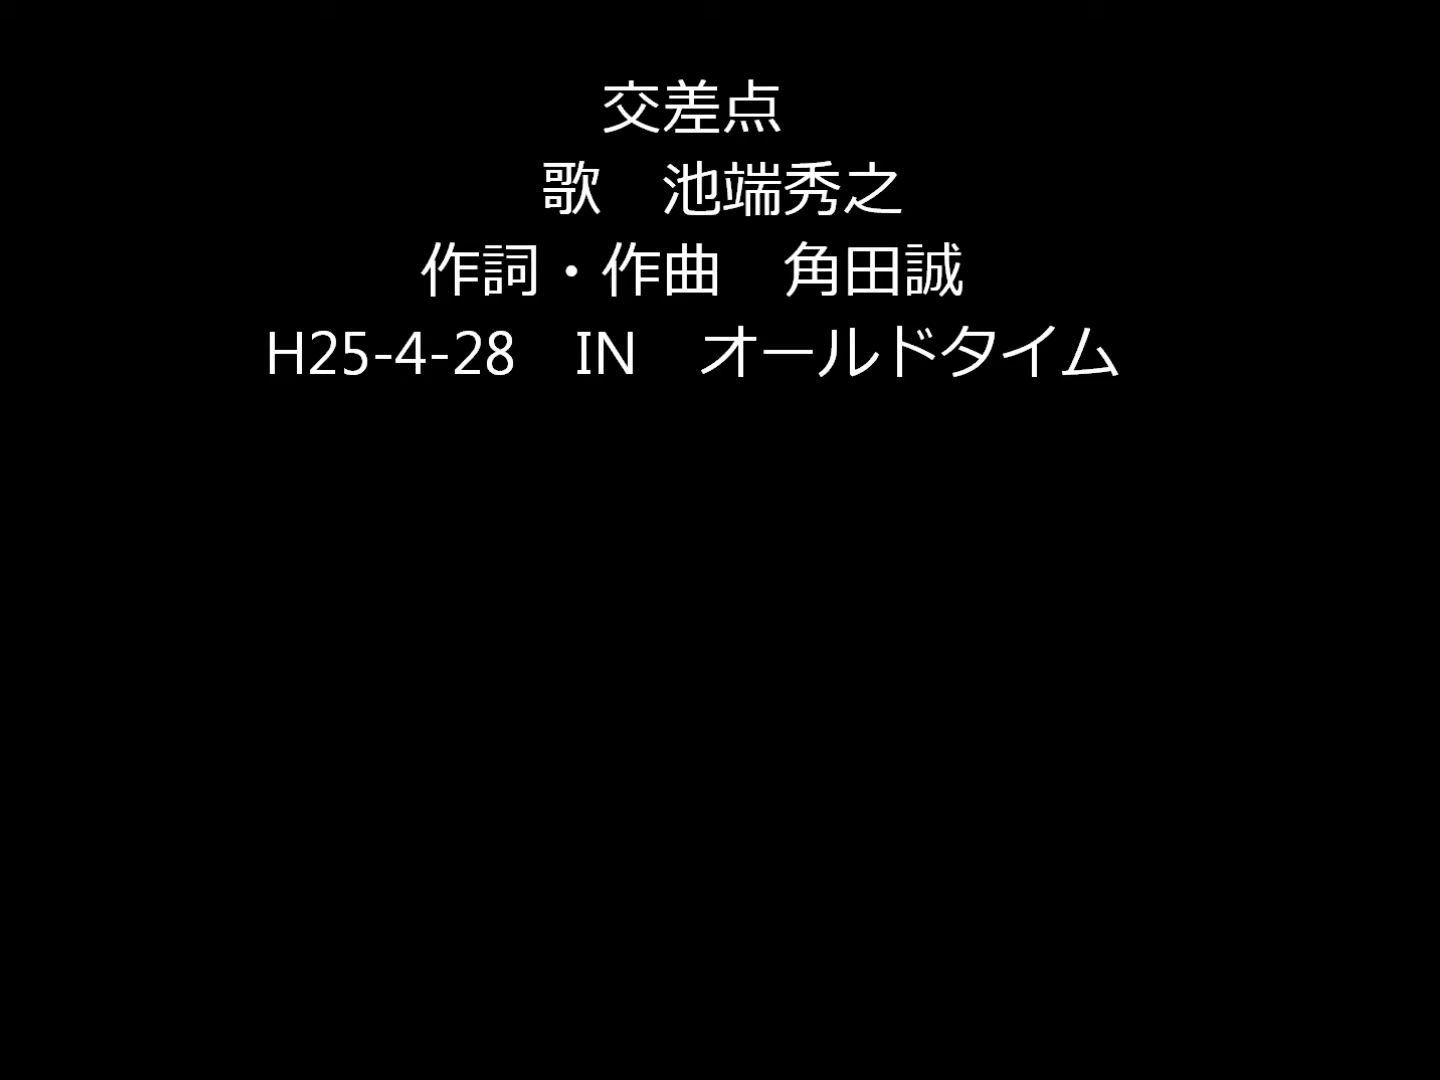 交差点
歌　池端秀之
作詞・作曲　角田誠
H25-4-28　IN　オールドタイム